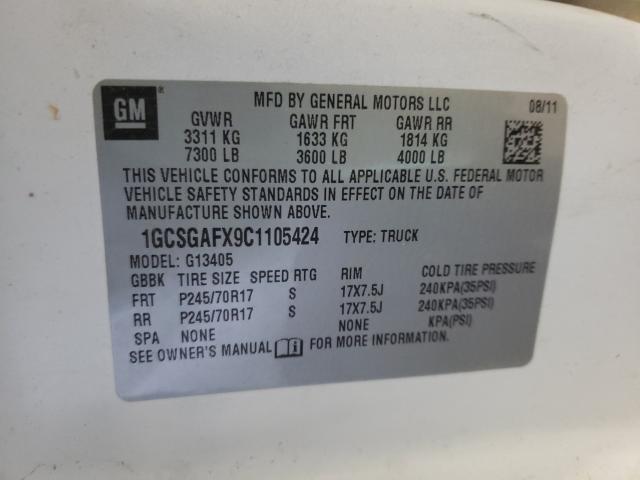 GM
MFD BY GENERAL MOTORS LLC 08/11
GVWR GAWR FRT GAWR RR
3311 KG 1633 KG 1814 KG
7300 LB 3600 LB 4000 LB
THIS VEHICLE CONFORMS TO ALL APPLICABLE U.S. FEDERAL MOTOR
VEHICLE SAFETY STANDARDS IN EFFECT ON THE DATE OF
MANUFACTURE SHOWN ABOVE.
1GCSGAFX9C1105424 TYPE: TRUCK
MODEL: G13405
GBBK TIRE SIZE SPEED RTG RIM COLD TIRE PRESSURE
FRT P245/70R17 S 17X7.5J 240KPA(35PSI)
RR P245/70R17 S 17X7.5J 240KPA(35PSI)
SPA NONE NONE KPA(PSI)
SEE OWNER'S MANUAL i FOR MORE INFORMATION.